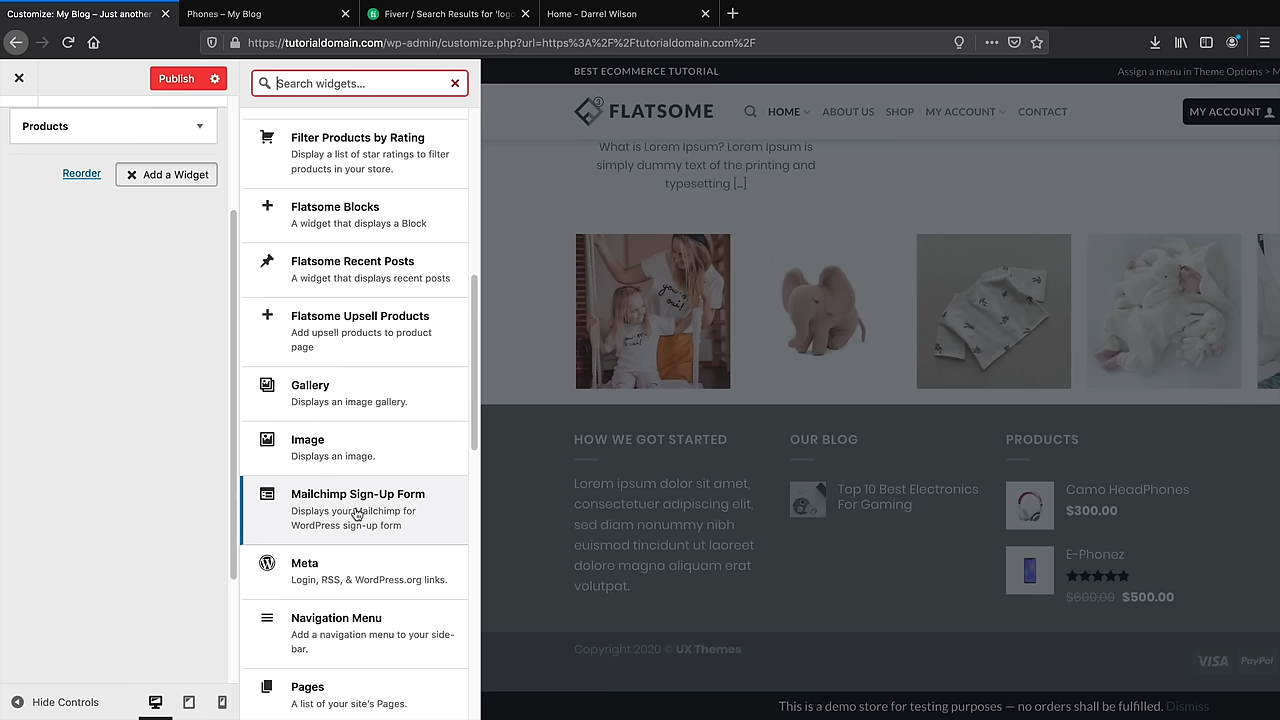 Customize: My Blog – Just another
Phones – My Blog
Fiverr / Search Results for 'logo
Home - Darrel Wilson
https://tutorialdomain.com/wp-admin/customize.php?url=https%3A%2F%2Ftutorialdomain.com%2F
Publish
Search widgets...
Products
Reorder
Add a Widget
Filter Products by Rating
Display a list of star ratings to filter
products in your store.
Flatsome Blocks
A widget that displays a Block
Flatsome Recent Posts
A widget that displays recent posts
Flatsome Upsell Products
Add upsell products to product
page
Gallery
Displays an image gallery.
Image
Displays an image.
Mailchimp Sign-Up Form
Displays your Mailchimp for
WordPress sign-up form
Meta
Login, RSS, & WordPress.org links.
Navigation Menu
Add a navigation menu to your side-
bar.
Pages
A list of your site's Pages.
Hide Controls
BEST ECOMMERCE TUTORIAL
Assign a menu in Theme Options > M
3
FLATSOME
HOME
ABOUT US
SHOP
MY ACCOUNT
CONTACT
MY ACCOUNT
What is Lorem Ipsum? Lorem Ipsum is
simply dummy text of the printing and
typesetting [...]
HOW WE GOT STARTED
Lorem ipsum dolor sit amet,
consectetuer adipiscing elit,
sed diam nonummy nibh
euismod tincidunt ut laoreet
dolore magna aliquam erat
volutpat.
OUR BLOG
Top 10 Best Electronics
For Gaming
PRODUCTS
Camo HeadPhones
$300.00
E-Phonez
$600.00 $500.00
Copyright 2020 © UX Themes
VISA
PayPal
This is a demo store for testing purposes — no orders shall be fulfilled. Dismiss